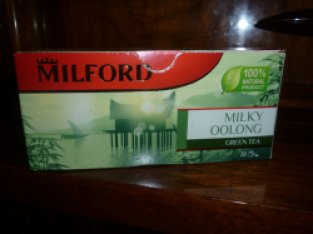 MILFORD
100%
NATURAL
PRODUCT
MILKY
OOLONG
GREEN TEA